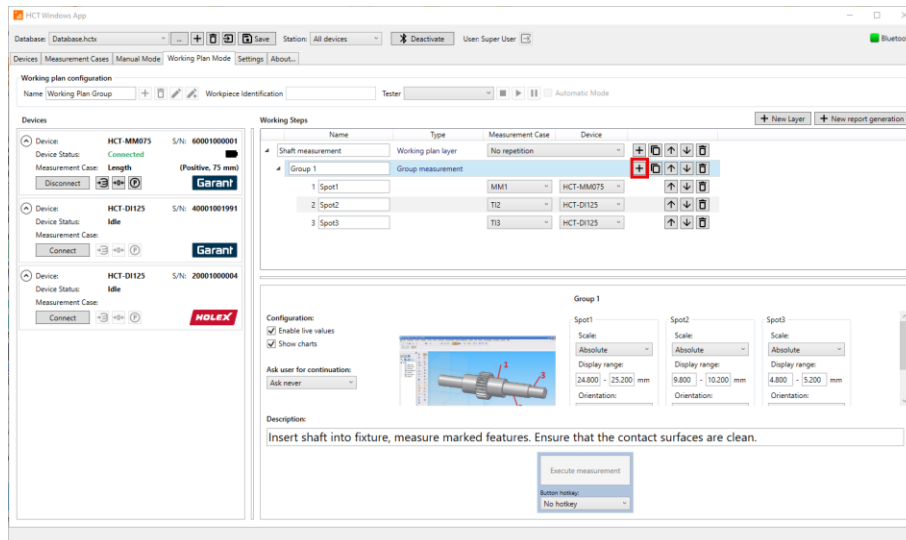 HCT Windows App
Database: Database.hctx ... Save Station: All devices Deactivate User: Super User Bluetoo
Devices Measurement Cases Manual Mode Working Plan Mode Settings About...
Working plan configuration
Name Working Plan Group Workpiece Identification Tester Automatic Mode
Devices
Device: HCT-MM075 S/N: 60001000001
Device Status: Connected
Measurement Case: Length (Positive, 75 mm)
Disconnect Garant
Device: HCT-DI125 S/N: 40001001991
Device Status: Idle
Measurement Case:
Connect Garant
Device: HCT-DI125 S/N: 20001000004
Device Status: Idle
Measurement Case:
Connect HOLEX
Working Steps
+ New Layer + New report generation
Name Type Measurement Case Device
Shaft measurement Working plan layer No repetition
Group 1 Group measurement
1 Spot1 MM1 HCT-MM075
2 Spot2 TI2 HCT-DI125
3 Spot3 TI3 HCT-DI125
Group 1
Configuration:
Enable live values
Show charts
Ask user for continuation:
Ask never
1
3
Spot1 Spot2 Spot3
Scale: Scale: Scale:
Absolute Absolute Absolute
Display range: Display range: Display range:
24.800 - 25.200 mm 9.800 - 10.200 mm 4.800 - 5.200 mm
Orientation: Orientation: Orientation:
Description:
Insert shaft into fixture, measure marked features. Ensure that the contact surfaces are clean.
Execute measurement
Button hotkey:
No hotkey